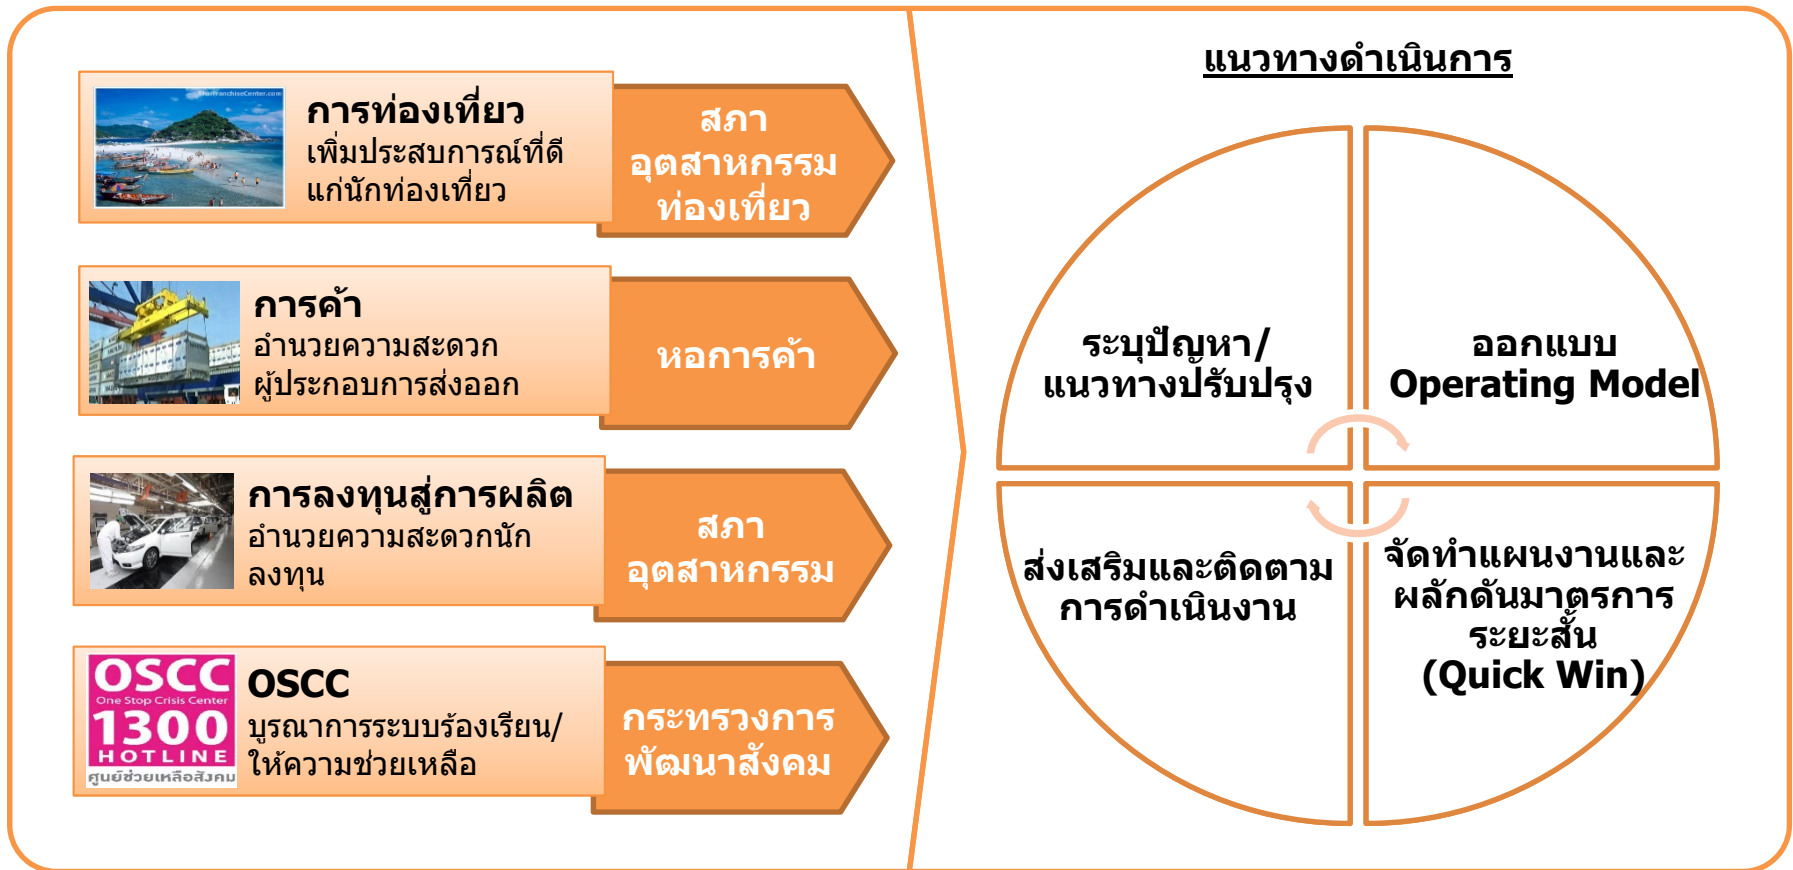 ThaiFranchiseCenter.com
การท่องเที่ยว
เพิ่มประสบการณ์ที่ดี
แก่นักท่องเที่ยว
สภา
อุตสาหกรรม
ท่องเที่ยว
การค้า
อำนวยความสะดวก
ผู้ประกอบการส่งออก
หอการค้า
การลงทุนสู่การผลิต
อำนวยความสะดวกนัก
ลงทุน
สภา
อุตสาหกรรม
OSCC
One Stop Crisis Center
1300
HOTLINE
ศูนย์ช่วยเหลือสังคม
OSCC
บูรณาการระบบร้องเรียน/
ให้ความช่วยเหลือ
กระทรวงการ
พัฒนาสังคม
แนวทางดำเนินการ
ระบุปัญหา/
แนวทางปรับปรุง
ออกแบบ
Operating Model
ส่งเสริมและติดตาม
การดำเนินงาน
จัดทำแผนงานและ
ผลักดันมาตรการ
ระยะสั้น
(Quick Win)